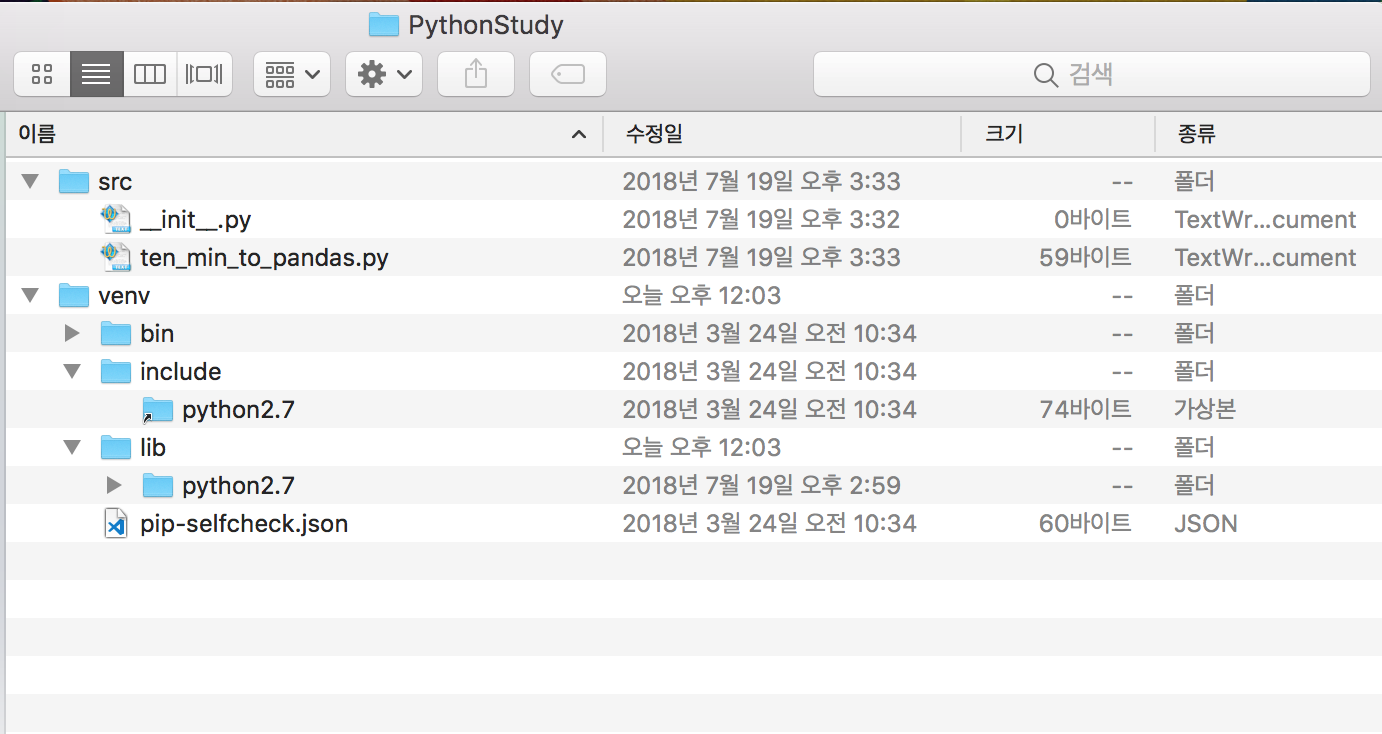 PythonStudy
검색
이름 수정일 크기 종류
src 2018년 7월 19일 오후 3:33 -- 폴더
__init__.py 2018년 7월 19일 오후 3:32 0바이트 TextWr...cument
ten_min_to_pandas.py 2018년 7월 19일 오후 3:33 59바이트 TextWr...cument
venv 오늘 오후 12:03 -- 폴더
bin 2018년 3월 24일 오전 10:34 -- 폴더
include 2018년 3월 24일 오전 10:34 -- 폴더
python2.7 2018년 3월 24일 오전 10:34 74바이트 가상본
lib 오늘 오후 12:03 -- 폴더
python2.7 2018년 7월 19일 오후 2:59 -- 폴더
pip-selfcheck.json 2018년 3월 24일 오전 10:34 60바이트 JSON